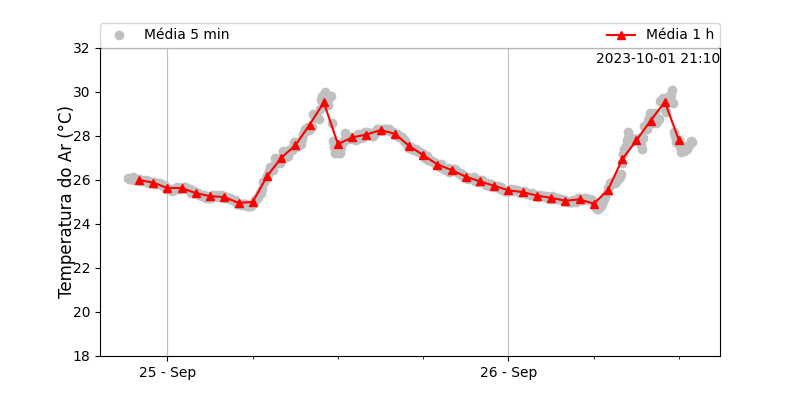 Média 5 min
Média 1 h
2023-10-01 21:10
Temperatura do Ar (°C)
32
30
28
26
24
22
20
18
25 - Sep
26 - Sep